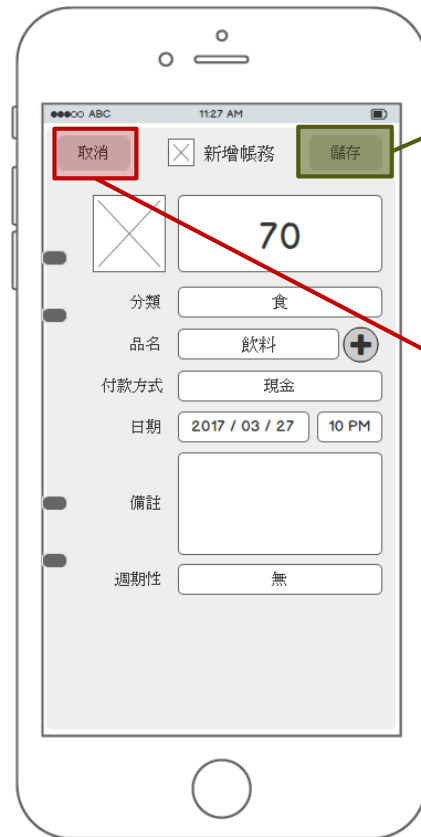 ABC 11:27 AM
取消 新增帳務 儲存
70
分類 食
品名 飲料
付款方式 現金
日期 2017 / 03 / 27 10 PM
備註
週期性 無